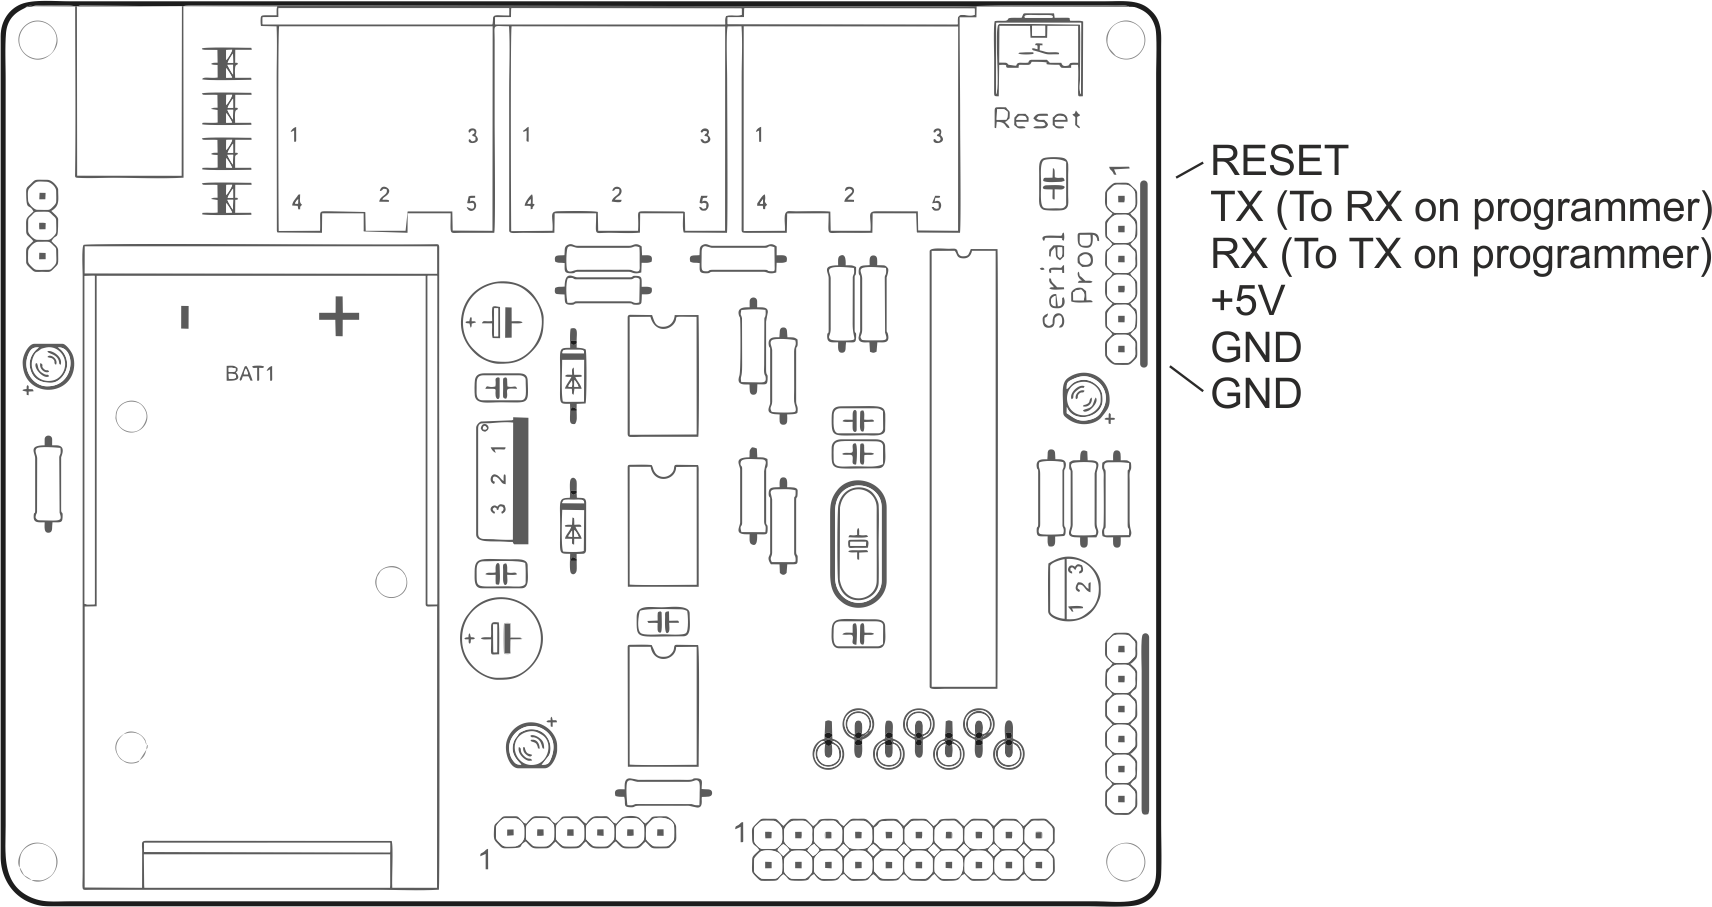 Reset
1 3
4 2 5
1 3
4 2 5
1 3
4 2 5
1
Serial
Prog
RESET
TX (To RX on programmer)
RX (To TX on programmer)
+5V
GND
GND
- +
BAT1
+
+
1
2
3
+
+
+
1
2
3
1
1